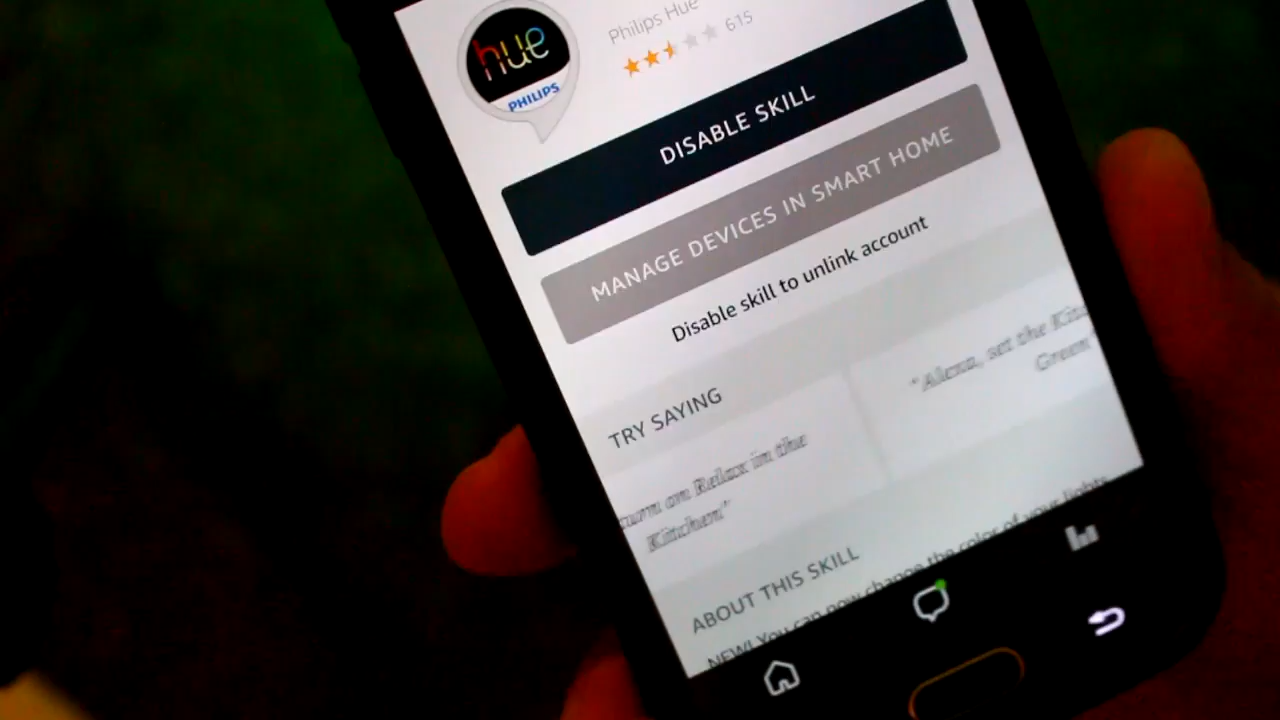 hue
PHILIPS
Philips Hue
615
DISABLE SKILL
MANAGE DEVICES IN SMART HOME
Disable skill to unlink account
TRY SAYING
turn on Relax in the
Kitchen"
"Alexa, set the Kitc
Green"
ABOUT THIS SKILL
NEW! You can now change the color of your lights